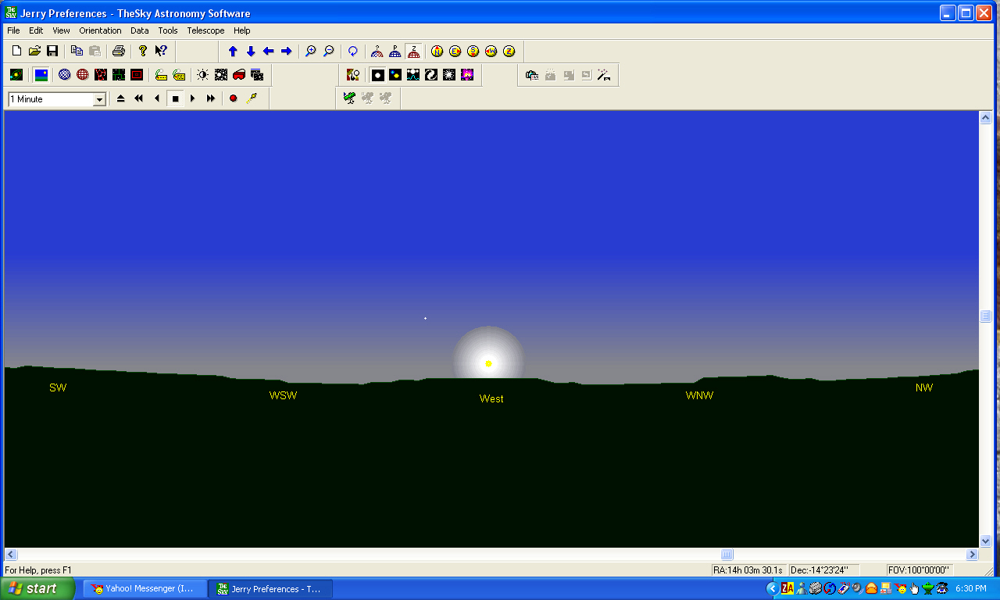 Jerry Preferences - TheSky Astronomy Software
File Edit View Orientation Data Tools Telescope Help
1 Minute
SW
WSW
West
WNW
NW
For Help, press F1
RA:14h 03m 30.1s
Dec:-14°23'24"
FOV:100°00'00"
start
Yahoo! Messenger (I...
Jerry Preferences - T...
ZA
6:30 PM